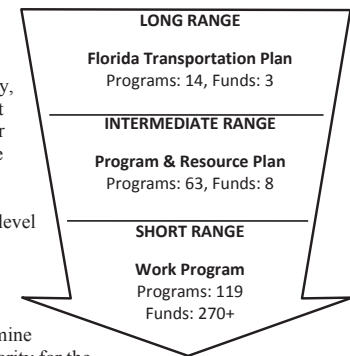 LONG RANGE
Florida Transportation Plan
Programs: 14, Funds: 3
INTERMEDIATE RANGE
Program & Resource Plan
Programs: 63, Funds: 8
SHORT RANGE
Work Program
Programs: 119
Funds: 270+
level